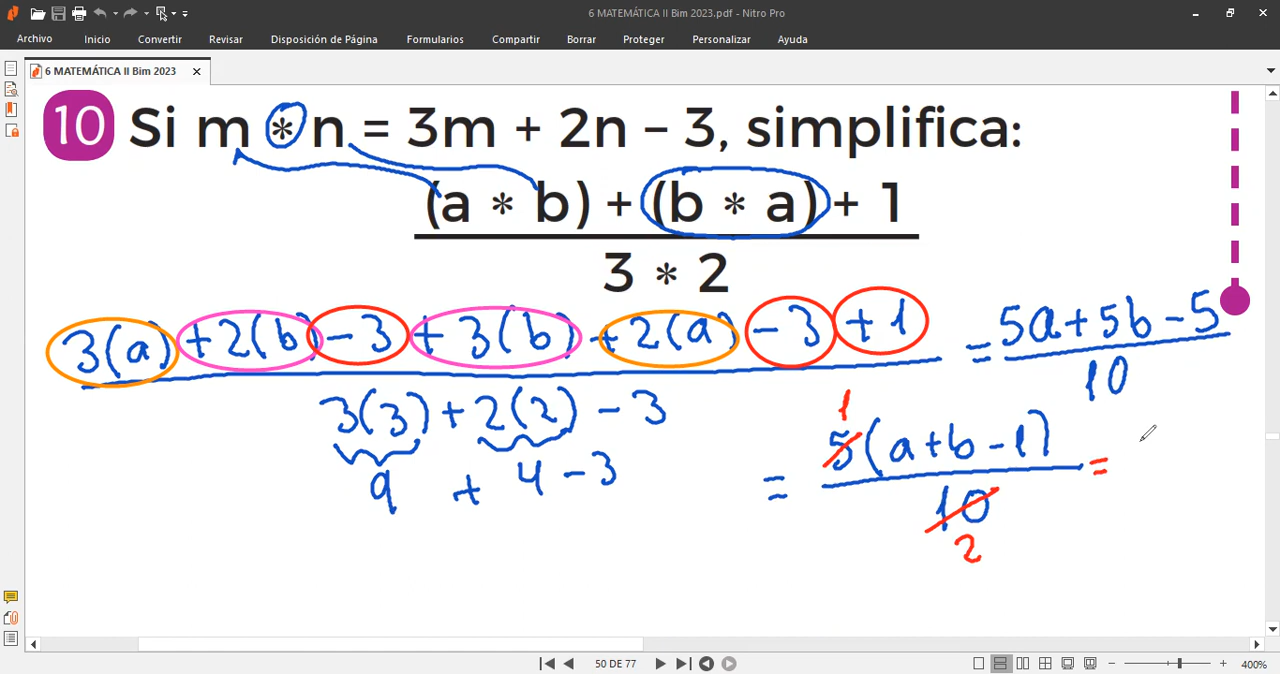 6 MATEMÁTICA II Bim 2023.pdf - Nitro Pro
Archivo Inicio Convertir Revisar Disposición de Página Formularios Compartir Borrar Proteger Personalizar Ayuda
6 MATEMÁTICA II Bim 2023 ×
10 Si m * n = 3m + 2n – 3, simplifica:
(a * b) + (b * a) + 1
3 * 2
3(a) + 2(b) - 3 + 3(b) + 2(a) - 3 + 1 = 5a + 5b - 5
10
3(3) + 2(2) - 3
1
5(a + b - 1) =
9 + 4 - 3 =
10
2
50 DE 77
400%